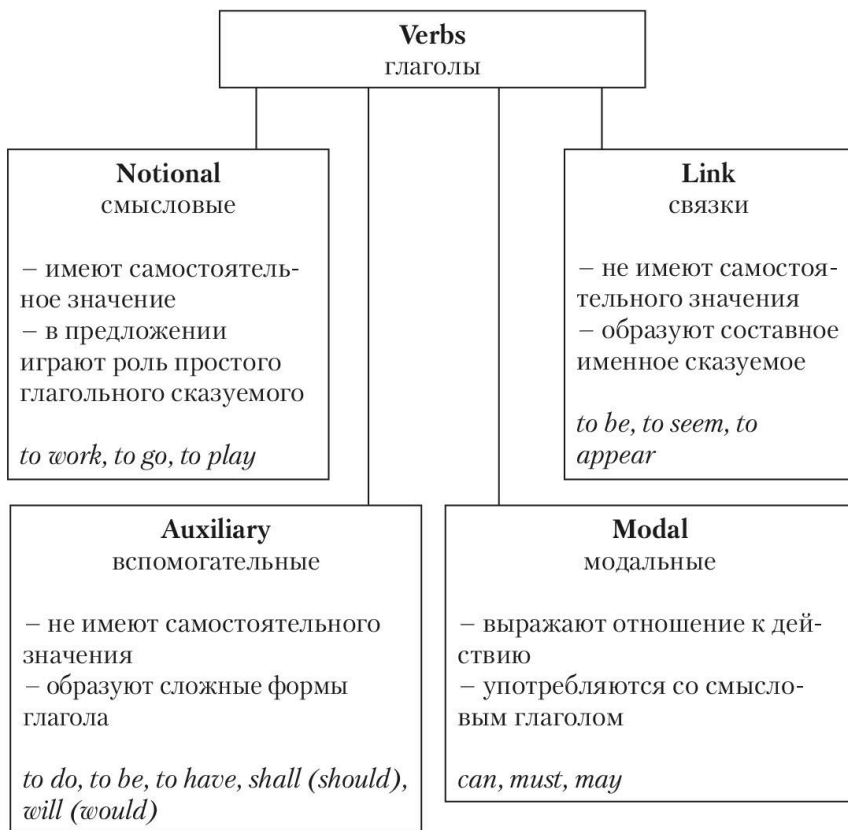 Verbs
глаголы
Notional
смысловые
– имеют самостоятель-
ное значение
– в предложении
играют роль простого
глагольного сказуемого
to work, to go, to play
Link
связки
– не имеют самостоя-
тельного значения
– образуют составное
именное сказуемое
to be, to seem, to
appear
Auxiliary
вспомогательные
– не имеют самостоятельного
значения
– образуют сложные формы
глагола
to do, to be, to have, shall (should),
will (would)
Modal
модальные
– выражают отношение к дей-
ствию
– употребляются со смысло-
вым глаголом
can, must, may